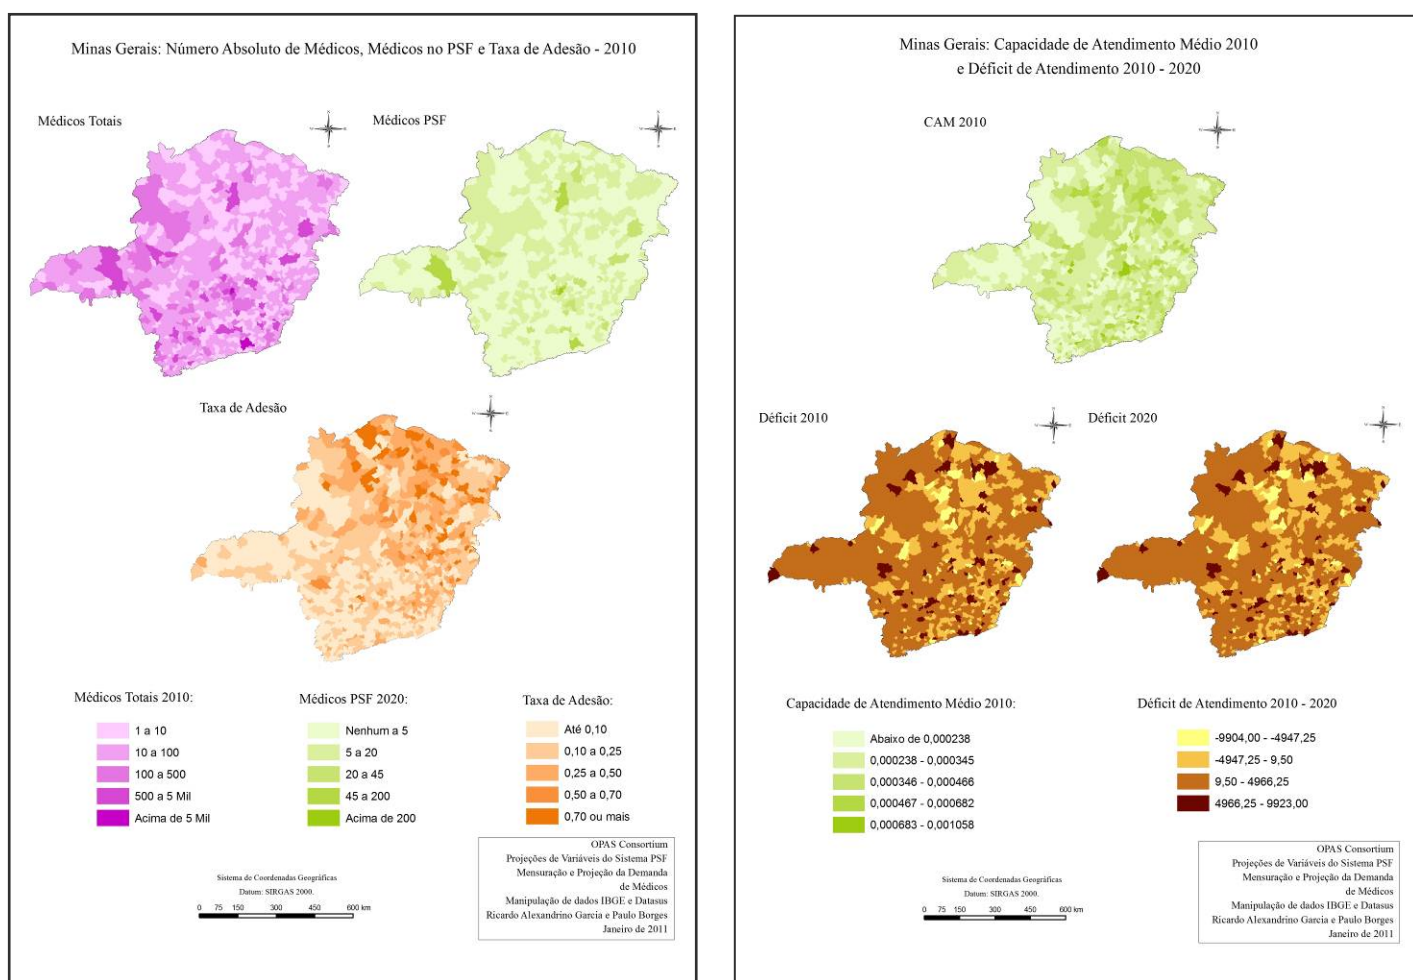 Minas Gerais: Número Absoluto de Médicos, Médicos no PSF e Taxa de Adesão - 2010
Médicos Totais
Médicos PSF
Taxa de Adesão
Médicos Totais 2010:
1 a 10
10 a 100
100 a 500
500 a 5 Mil
Acima de 5 Mil
Médicos PSF 2020:
Nenhum a 5
5 a 20
20 a 45
45 a 200
Acima de 200
Taxa de Adesão:
Até 0,10
0,10 a 0,25
0,25 a 0,50
0,50 a 0,70
0,70 ou mais
Sistema de Coordenadas Geográficas
Datum: SIRGAS 2000.
0 75 150 300 450 600 km
OPAS Consortium
Projeções de Variáveis do Sistema PSF
Mensuração e Projeção da Demanda
de Médicos
Manipulação de dados IBGE e Datasus
Ricardo Alexandrino Garcia e Paulo Borges
Janeiro de 2011
Minas Gerais: Capacidade de Atendimento Médio 2010
e Déficit de Atendimento 2010 - 2020
CAM 2010
Déficit 2010
Déficit 2020
Capacidade de Atendimento Médio 2010:
Abaixo de 0,000238
0,000238 - 0,000345
0,000346 - 0,000466
0,000467 - 0,000682
0,000683 - 0,001058
Déficit de Atendimento 2010 - 2020
-9904,00 - -4947,25
-4947,25 - 9,50
9,50 - 4966,25
4966,25 - 9923,00
Sistema de Coordenadas Geográficas
Datum: SIRGAS 2000.
0 75 150 300 450 600 km
OPAS Consortium
Projeções de Variáveis do Sistema PSF
Mensuração e Projeção da Demanda
de Médicos
Manipulação de dados IBGE e Datasus
Ricardo Alexandrino Garcia e Paulo Borges
Janeiro de 2011